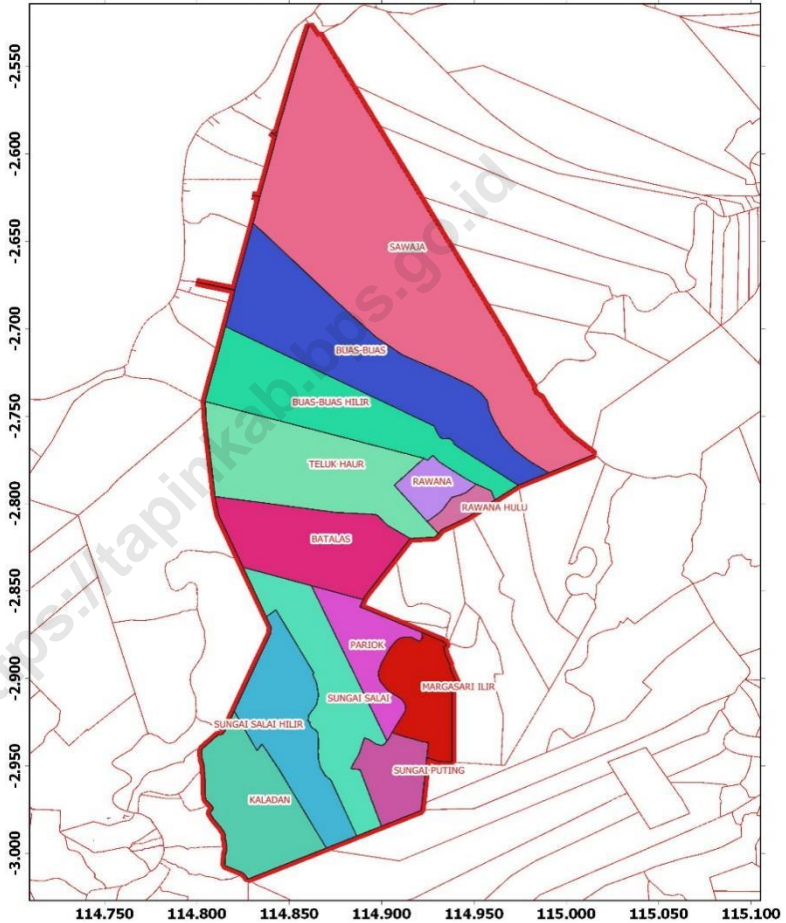 -2.550
-2.600
-2.650
-2.700
-2.750
-2.800
-2.850
-2.900
-2.950
-3.000
SAWAJA
BUAS-BUAS
BUAS-BUAS HILIR
TELUK HAUR
RAWANA
RAWANA HULU
BATALAS
PARIOK
MARGASARI ILIR
SUNGAI SALAI
SUNGAI SALAI HILIR
SUNGAI PUTING
KALADAN
114.750 114.800 114.850 114.900 114.950 115.000 115.050 115.100
ps://tapinkab.bps.go.id